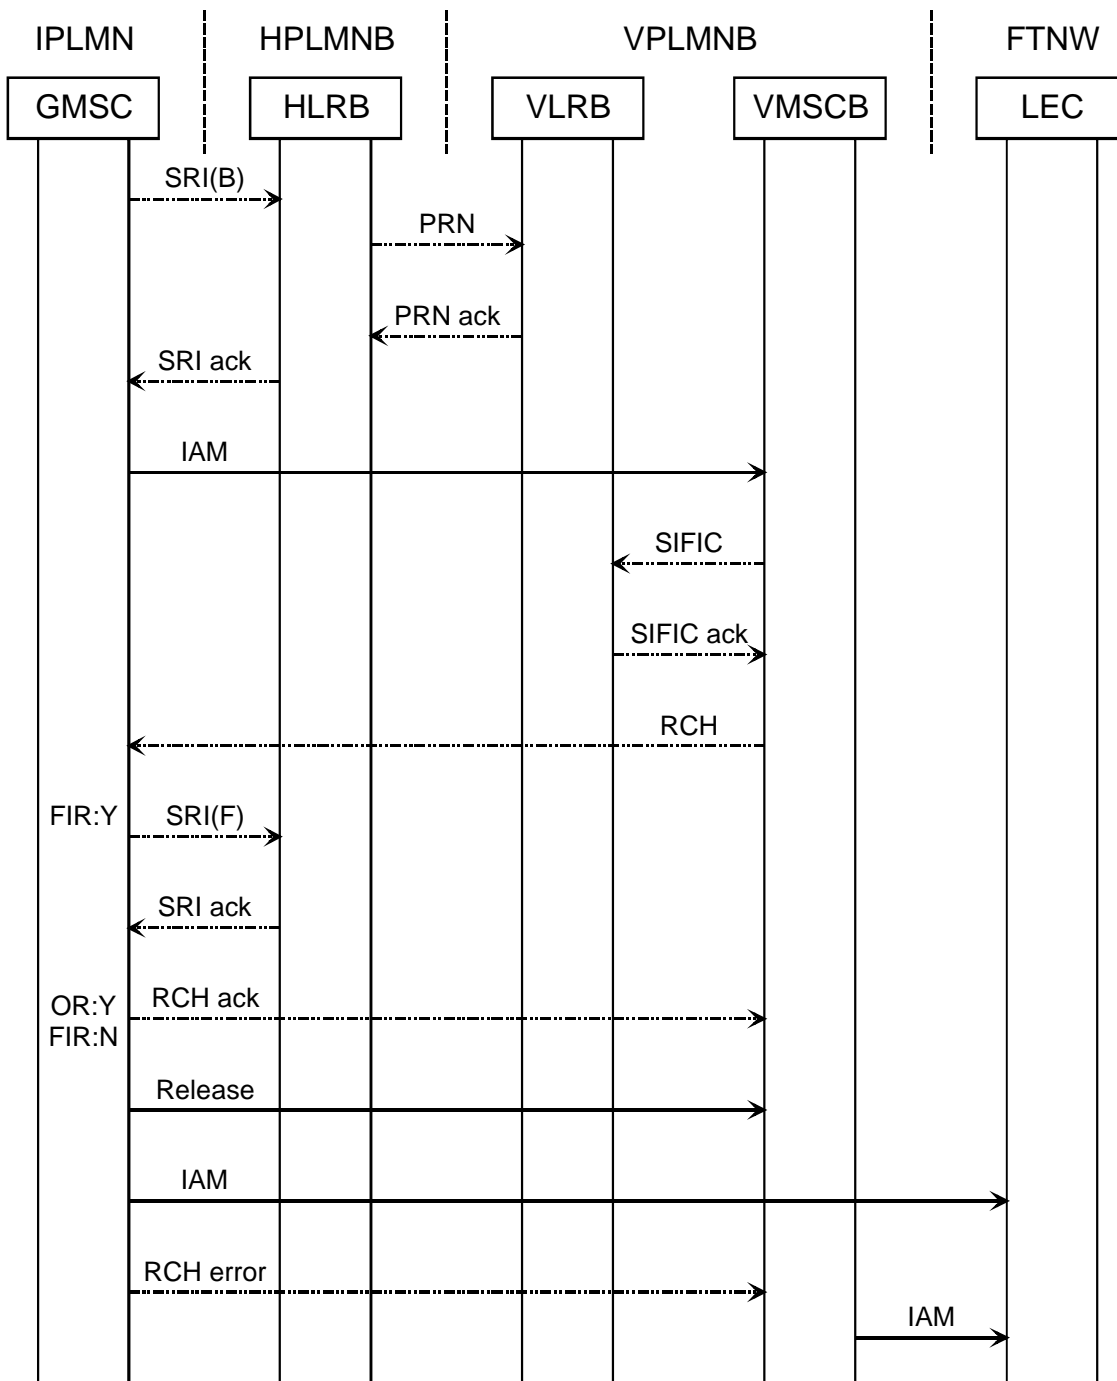 IPLMN HPLMNB VPLMNB FTNW
GMSC HLRB VLRB VMSCB LEC
SRI(B)
PRN
PRN ack
SRI ack
IAM
SIFIC
SIFIC ack
RCH
FIR:Y SRI(F)
SRI ack
OR:Y RCH ack
FIR:N
Release
IAM
RCH error
IAM